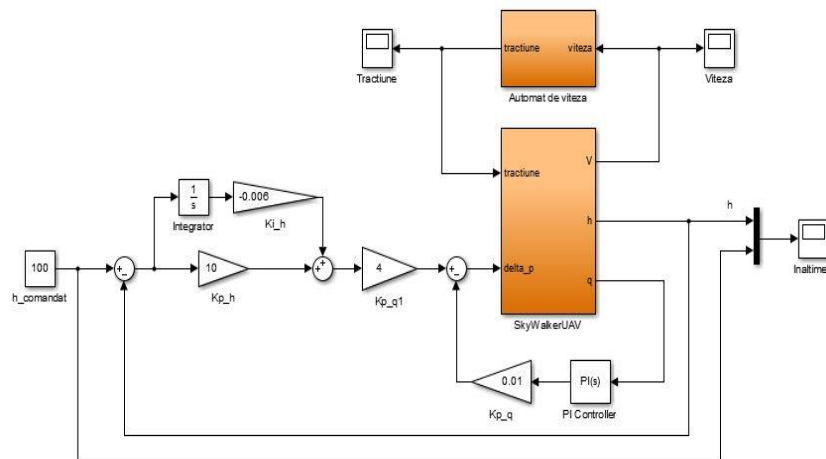 tractiune
viteza
Tractiune
Automat de viteza
Viteza
tractiune
V
h
delta_p
q
SkyWalkerUAV
1
s
Integrator
-0.006
Ki_h
100
h_comandat
10
Kp_h
4
Kp_q1
h
Inaltime
0.01
Kp_q
PI(s)
PI Controller